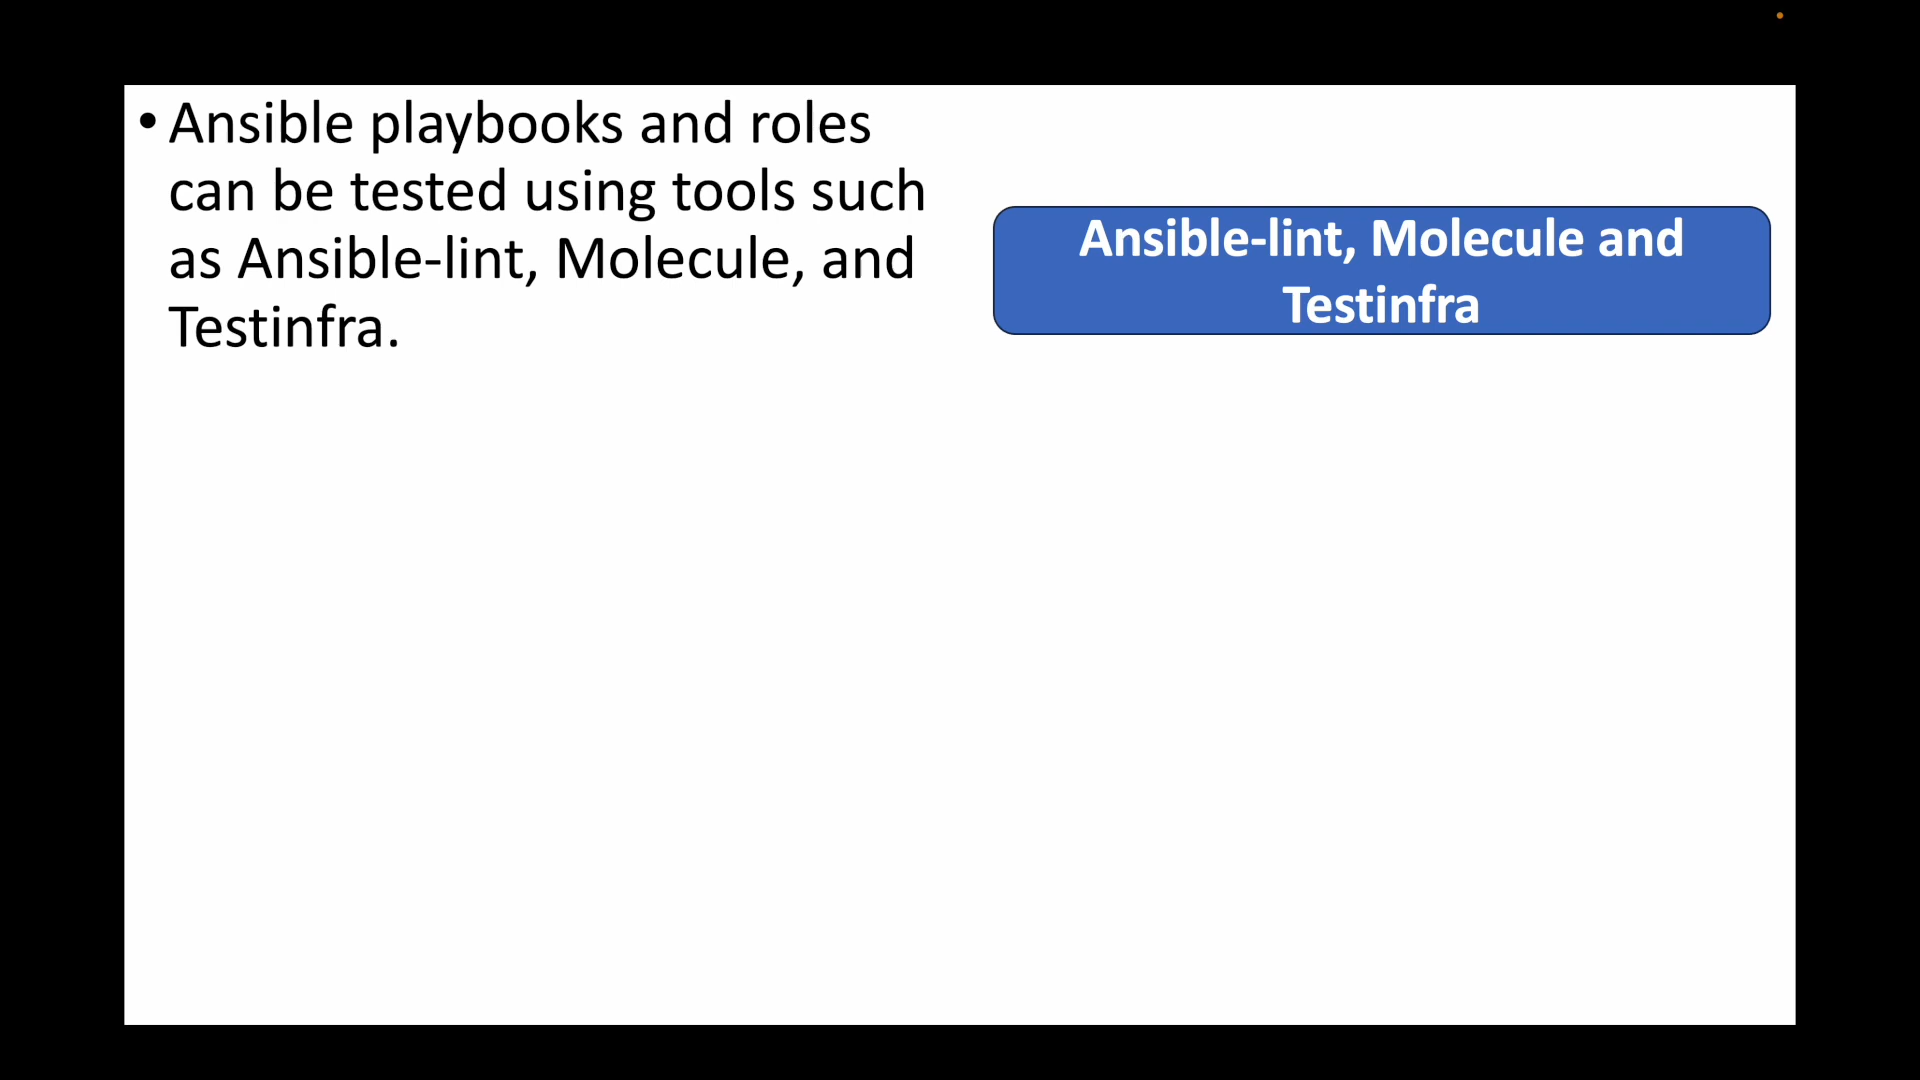 • Ansible playbooks and roles
can be tested using tools such
as Ansible-lint, Molecule, and
Testinfra.
Ansible-lint, Molecule and
Testinfra